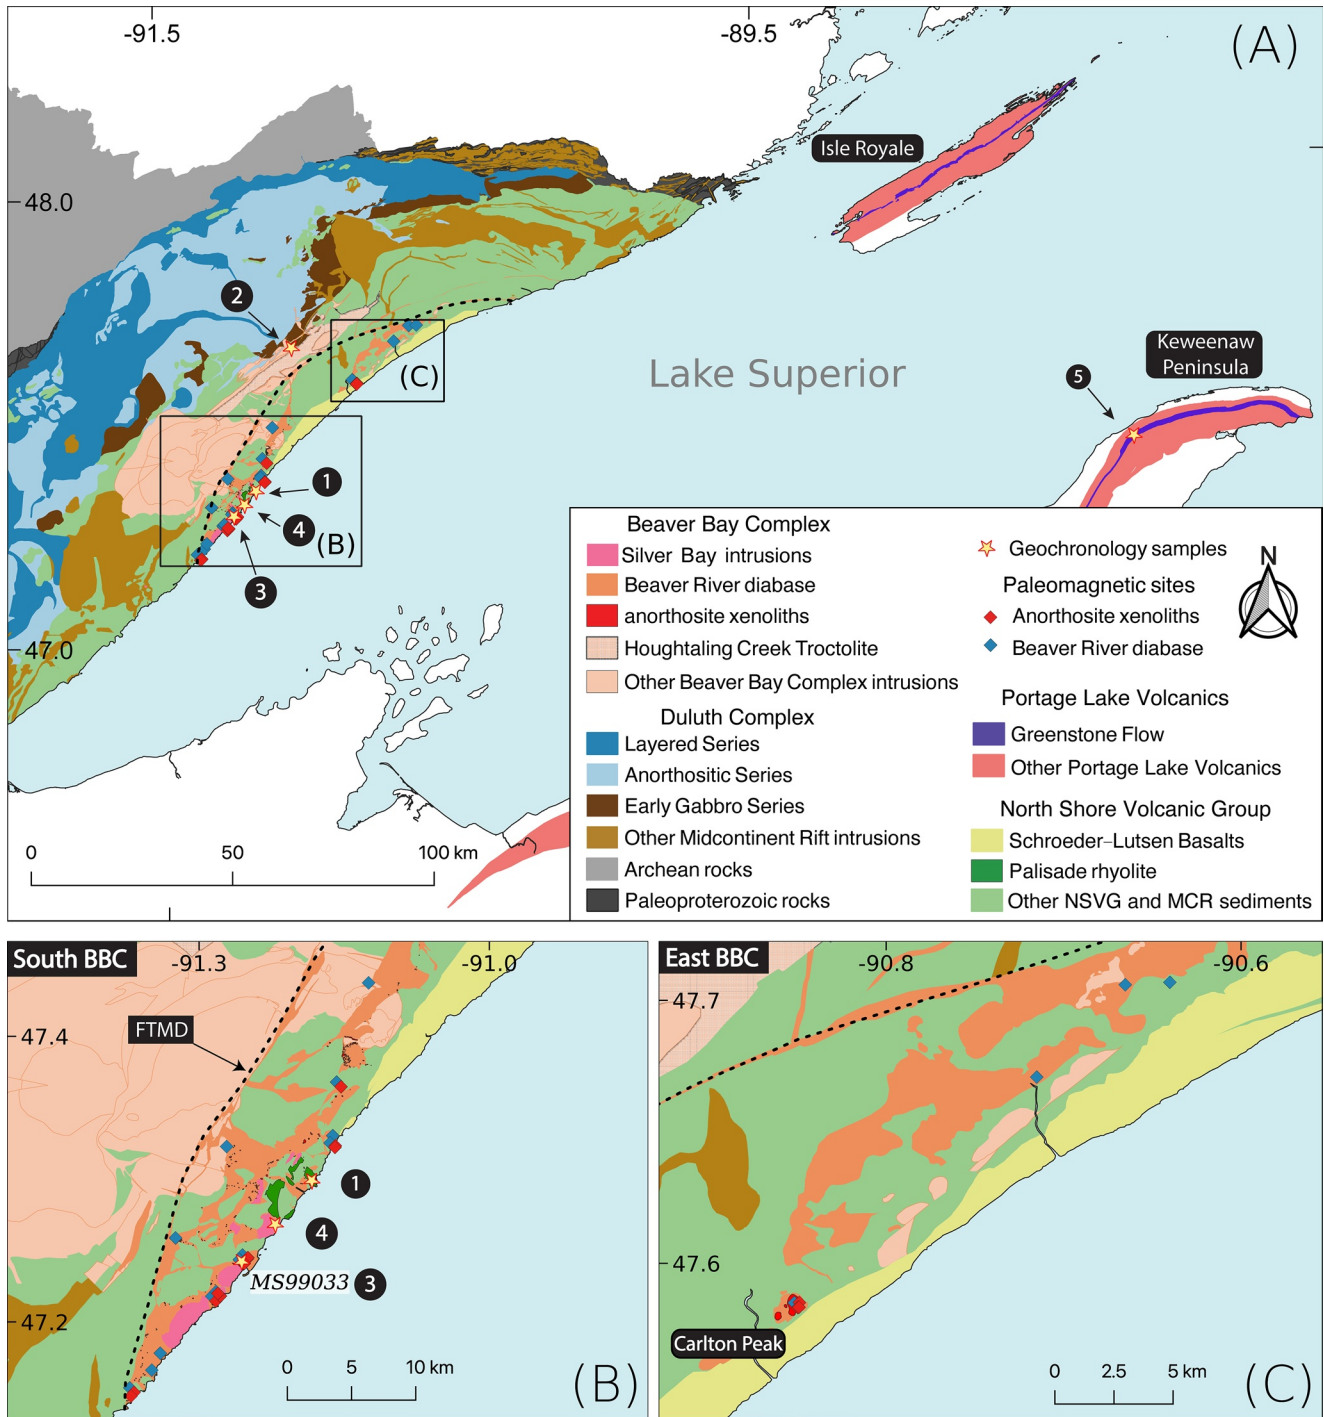 -91.5
-89.5
(A)
Isle Royale
48.0
2
Keweenaw
Peninsula
5
(C)
Lake Superior
1
4
(B)
3
47.0
0
50
100 km
Beaver Bay Complex
Silver Bay intrusions
Beaver River diabase
anorthosite xenoliths
Houghtaling Creek Troctolite
Other Beaver Bay Complex intrusions
Duluth Complex
Layered Series
Anorthositic Series
Early Gabbro Series
Other Midcontinent Rift intrusions
Archean rocks
Paleoproterozoic rocks
Geochronology samples
Paleomagnetic sites
Anorthosite xenoliths
Beaver River diabase
N
Portage Lake Volcanics
Greenstone Flow
Other Portage Lake Volcanics
North Shore Volcanic Group
Schroeder–Lutsen Basalts
Palisade rhyolite
Other NSVG and MCR sediments
South BBC
-91.3
-91.0
FTMD
47.4
1
4
MS99033
3
47.2
0
5
10 km
(B)
East BBC
-90.8
-90.6
47.7
47.6
Carlton Peak
0
2.5
5 km
(C)